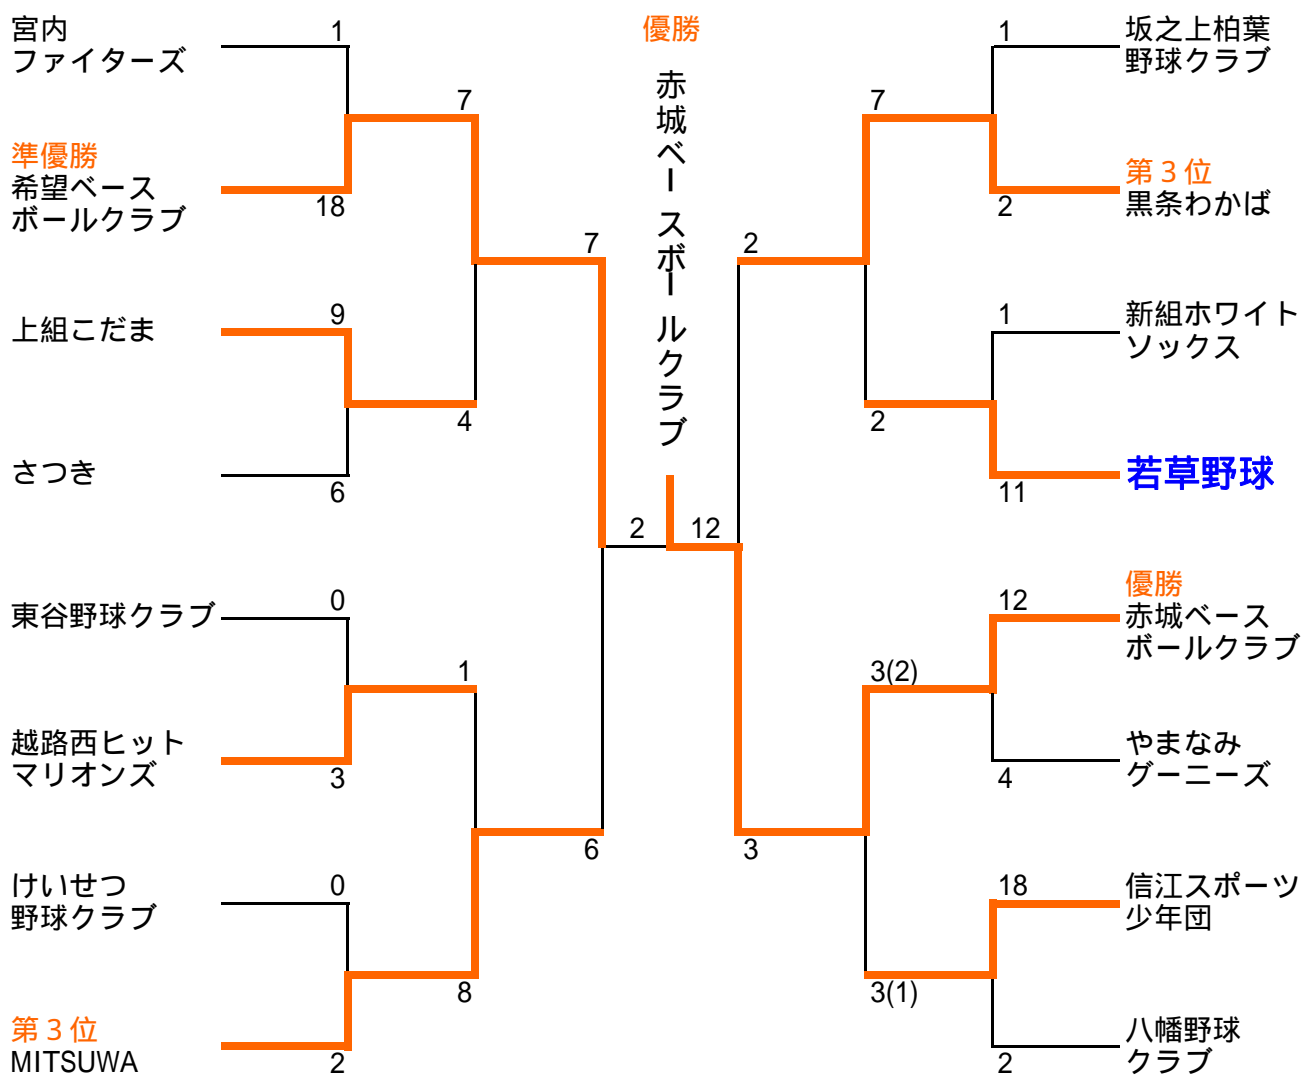 宮内
ファイターズ
1
準優勝
希望ベース
ボールクラブ
18
7
上組こだま
9
さつき
6
4
7
東谷野球クラブ
0
越路西ヒット
マリオンズ
3
1
けいせつ
野球クラブ
0
第3位
MITSUWA
2
8
6
優勝
赤城ベースボールクラブ
2
12
坂之上柏葉
野球クラブ
1
第3位
黒条わかば
2
7
新組ホワイト
ソックス
1
若草野球
11
2
2
優勝
赤城ベース
ボールクラブ
12
やまなみ
グーニーズ
4
3(2)
信江スポーツ
少年団
18
八幡野球
クラブ
2
3(1)
3